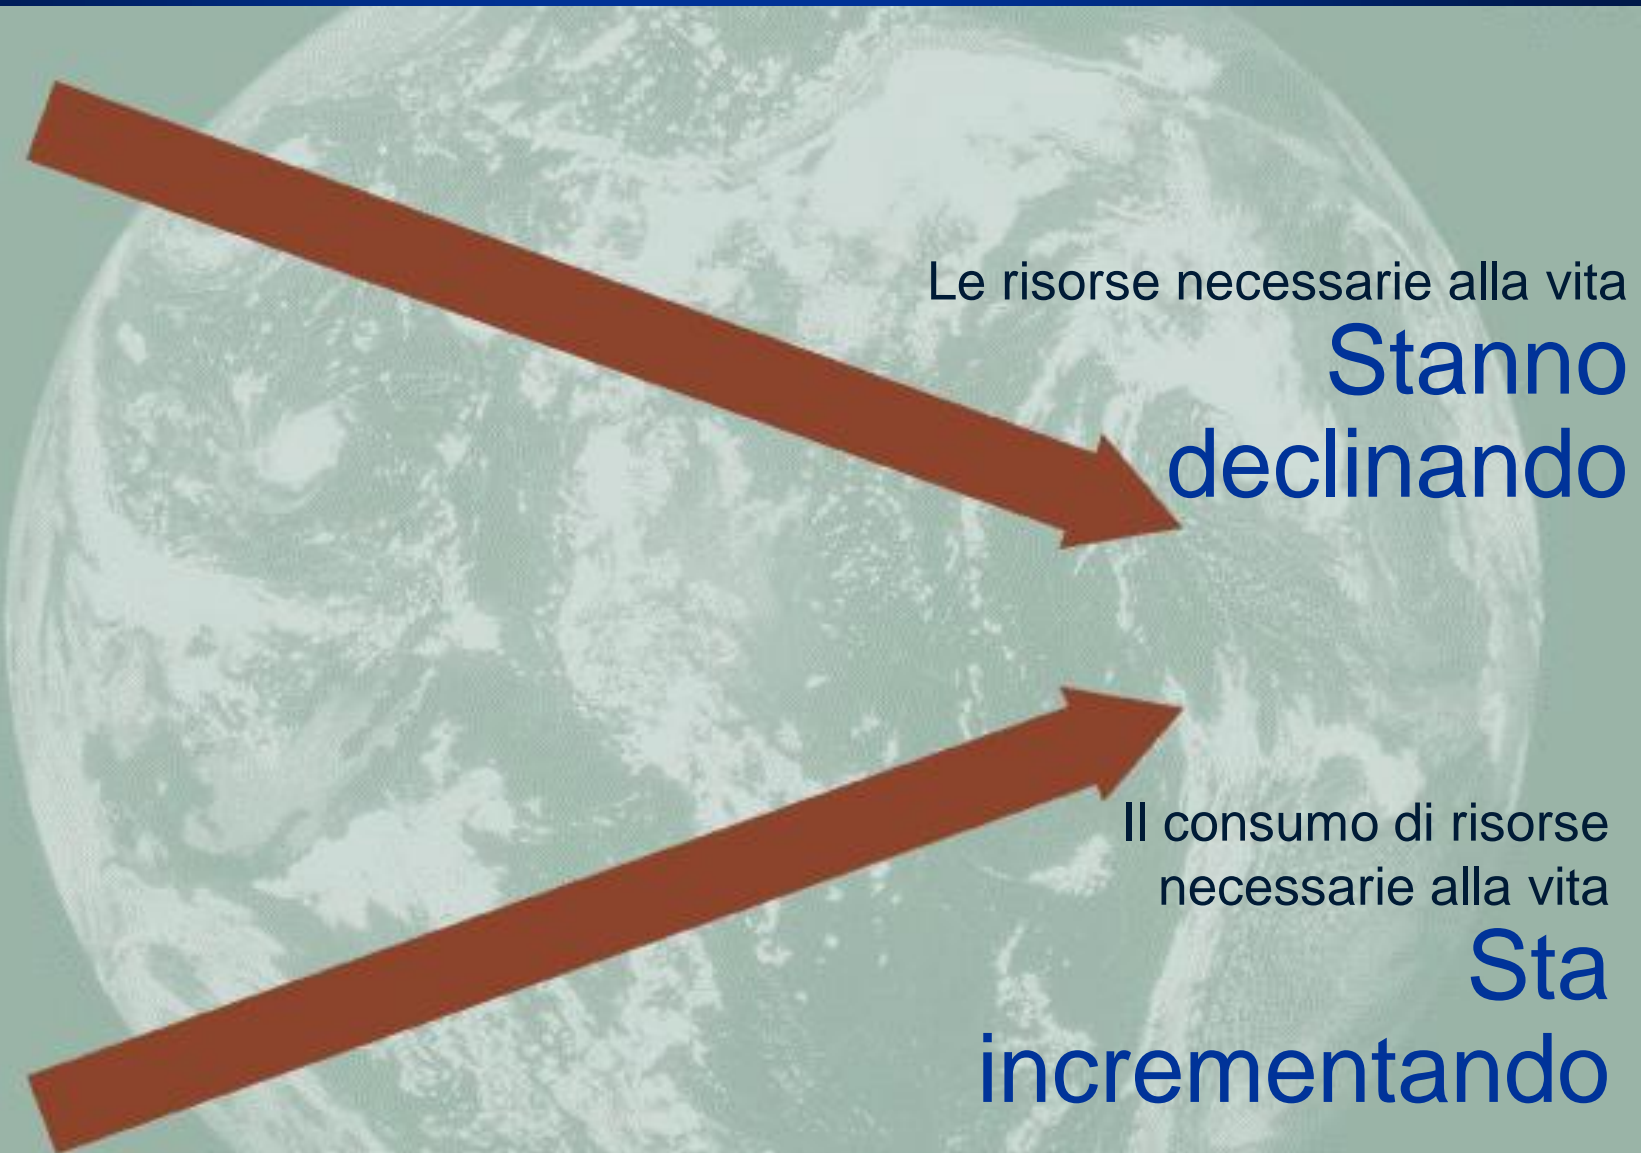 Le risorse necessarie alla vita
Stanno
declinando
Il consumo di risorse
necessarie alla vita
Sta
incrementando